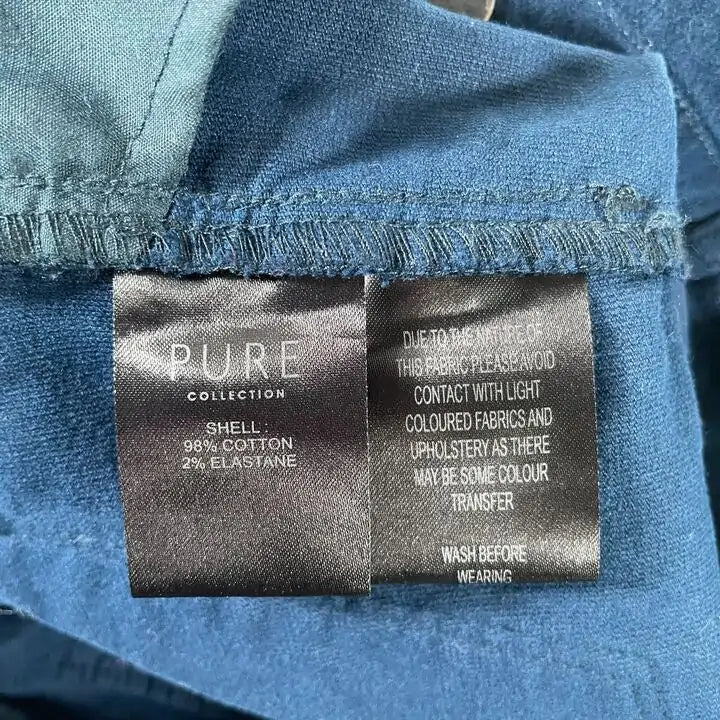 PURE
COLLECTION
SHELL :
98% COTTON
2% ELASTANE
DUE TO THE NATURE OF
THIS FABRIC PLEASE AVOID
CONTACT WITH LIGHT
COLOURED FABRICS AND
UPHOLSTERY AS THERE
MAY BE SOME COLOUR
TRANSFER
WASH BEFORE
WEARING